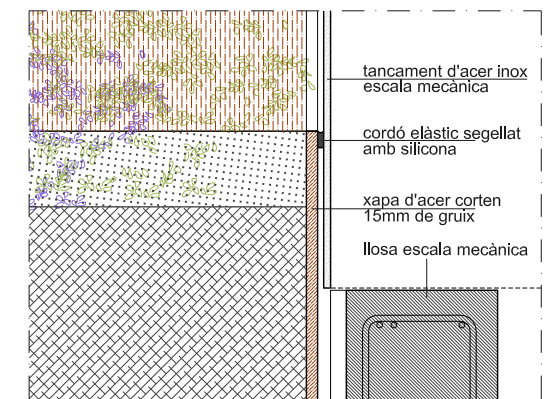 tancament d'acer inox
escala mecànica
cordó elàstic segellat
amb silicona
xapa d'acer corten
15mm de gruix
llosa escala mecànica